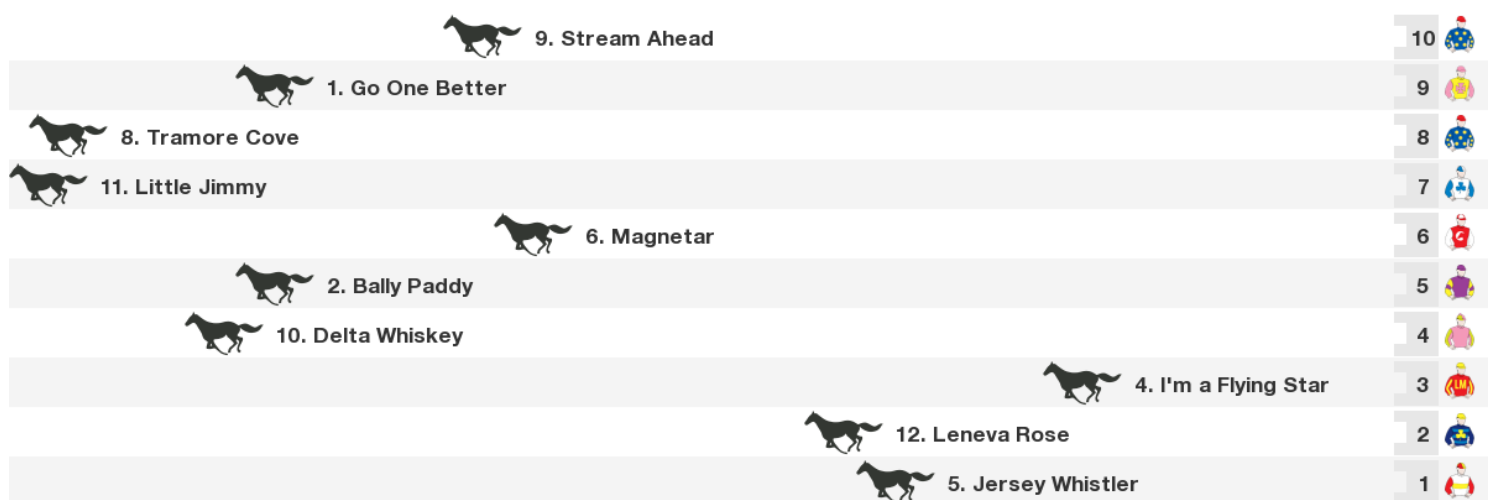 9. Stream Ahead 10
1. Go One Better 9
8. Tramore Cove 8
11. Little Jimmy 7
6. Magnetar 6
2. Bally Paddy 5
10. Delta Whiskey 4
4. I'm a Flying Star 3 LM
12. Leneva Rose 2
5. Jersey Whistler 1